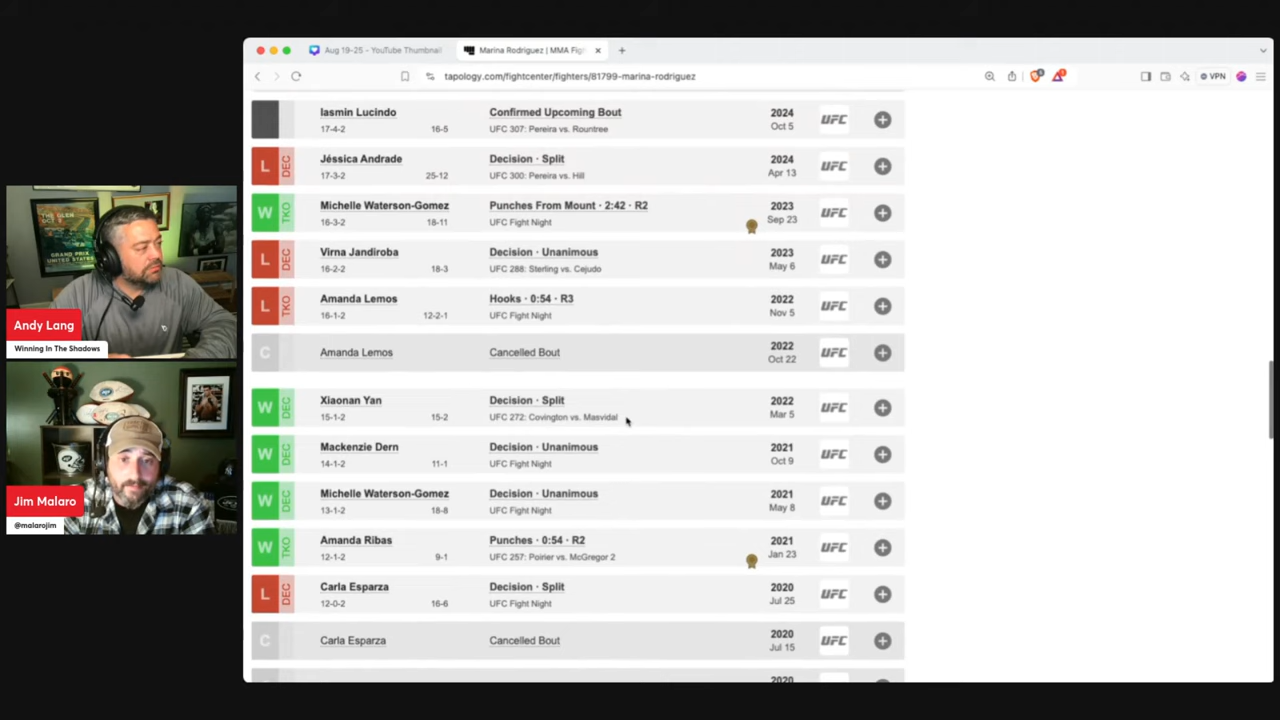 Aug 19-25 - YouTube Thumbnail
Marina Rodriguez | MMA Fig
tapology.com/fightcenter/fighters/81799-marina-rodriguez
VPN
Iasmin Lucindo
Confirmed Upcoming Bout
2024
17-4-2
16-5
UFC 307: Pereira vs. Rountree
Oct 5
UFC
L
DEC
Jéssica Andrade
Decision · Split
2024
17-3-2
25-12
UFC 300: Pereira vs. Hill
Apr 13
UFC
W
TKO
Michelle Waterson-Gomez
Punches From Mount · 2:42 · R2
2023
16-3-2
18-11
UFC Fight Night
Sep 23
UFC
L
DEC
Virna Jandiroba
Decision · Unanimous
2023
16-2-2
18-3
UFC 288: Sterling vs. Cejudo
May 6
UFC
L
TKO
Amanda Lemos
Hooks · 0:54 · R3
2022
16-1-2
12-2-1
UFC Fight Night
Nov 5
UFC
C
Amanda Lemos
Cancelled Bout
2022
Oct 22
UFC
W
DEC
Xiaonan Yan
Decision · Split
2022
15-1-2
15-2
UFC 272: Covington vs. Masvidal
Mar 5
UFC
W
DEC
Mackenzie Dern
Decision · Unanimous
2021
14-1-2
11-1
UFC Fight Night
Oct 9
UFC
W
DEC
Michelle Waterson-Gomez
Decision · Unanimous
2021
13-1-2
18-8
UFC Fight Night
May 8
UFC
W
TKO
Amanda Ribas
Punches · 0:54 · R2
2021
12-1-2
9-1
UFC 257: Poirier vs. McGregor 2
Jan 23
UFC
L
DEC
Carla Esparza
Decision · Split
2020
12-0-2
16-6
UFC Fight Night
Jul 25
UFC
C
Carla Esparza
Cancelled Bout
2020
Jul 15
UFC
2020
GRAND PRIX
Andy Lang
Winning In The Shadows
Jim Malaro
@malarojim